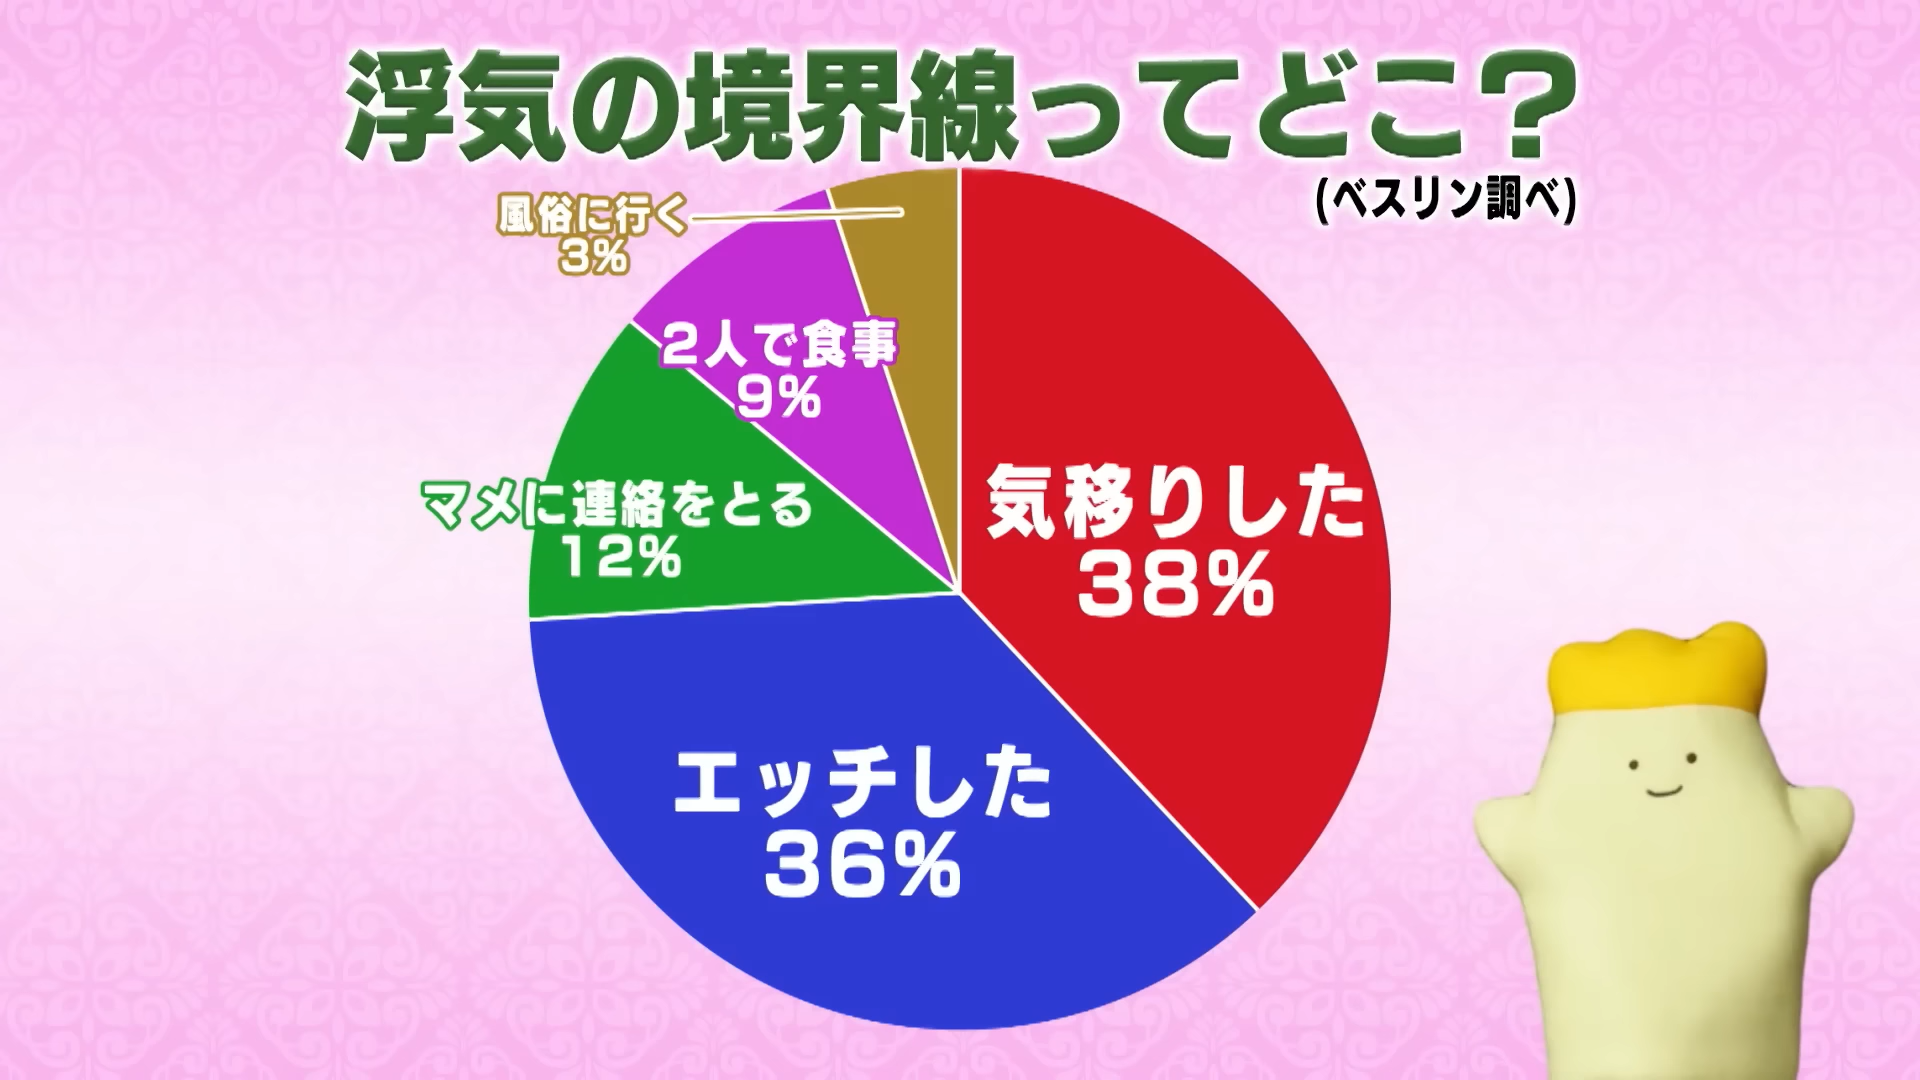 浮気の境界線ってどこ？
(ベスリン調べ)
風俗に行く
3%
2人で食事
9%
マメに連絡をとる
12%
気移りした
38%
エッチした
36%